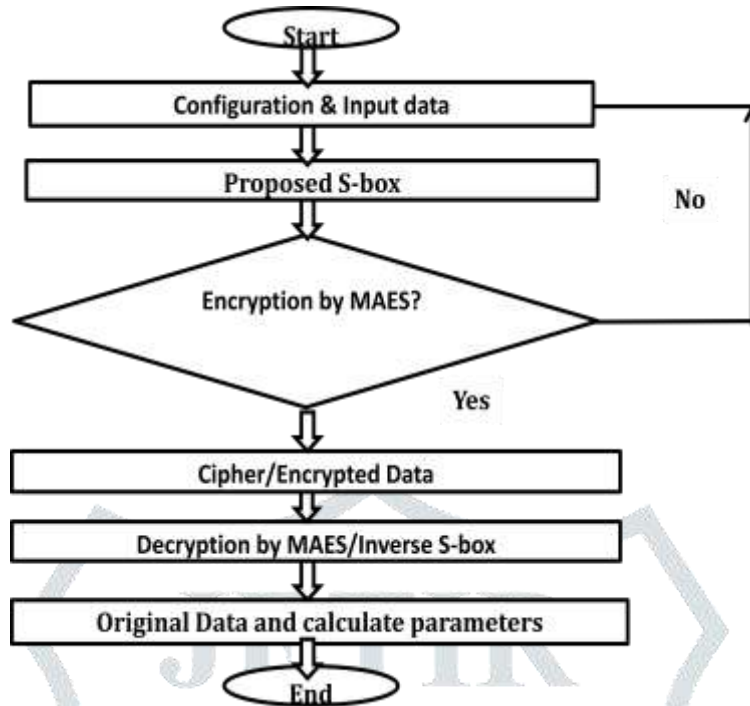 Start
Configuration & Input data
Proposed S-box
No
Encryption by MAES?
Yes
Cipher/Encrypted Data
Decryption by MAES/Inverse S-box
Original Data and calculate parameters
JETIR
End